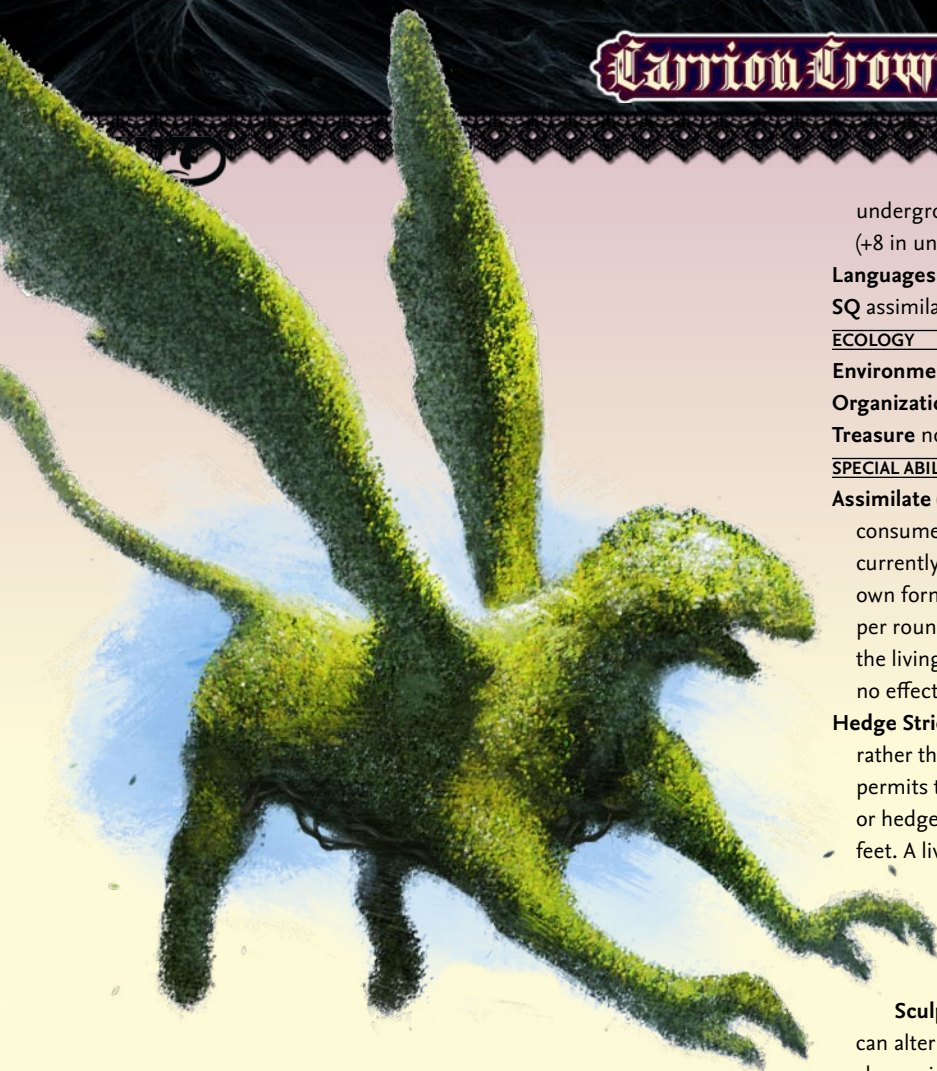 Carrion Crow
undergro
(+8 in un
Languages
SQ assimila
ECOLOGY
Environme
Organizatio
Treasure no
SPECIAL ABIL
Assimilate
consume
currently
own form
per roun
the living
no effect
Hedge Stri
rather th
permits t
or hedge
feet. A liv
Sculp
can alter